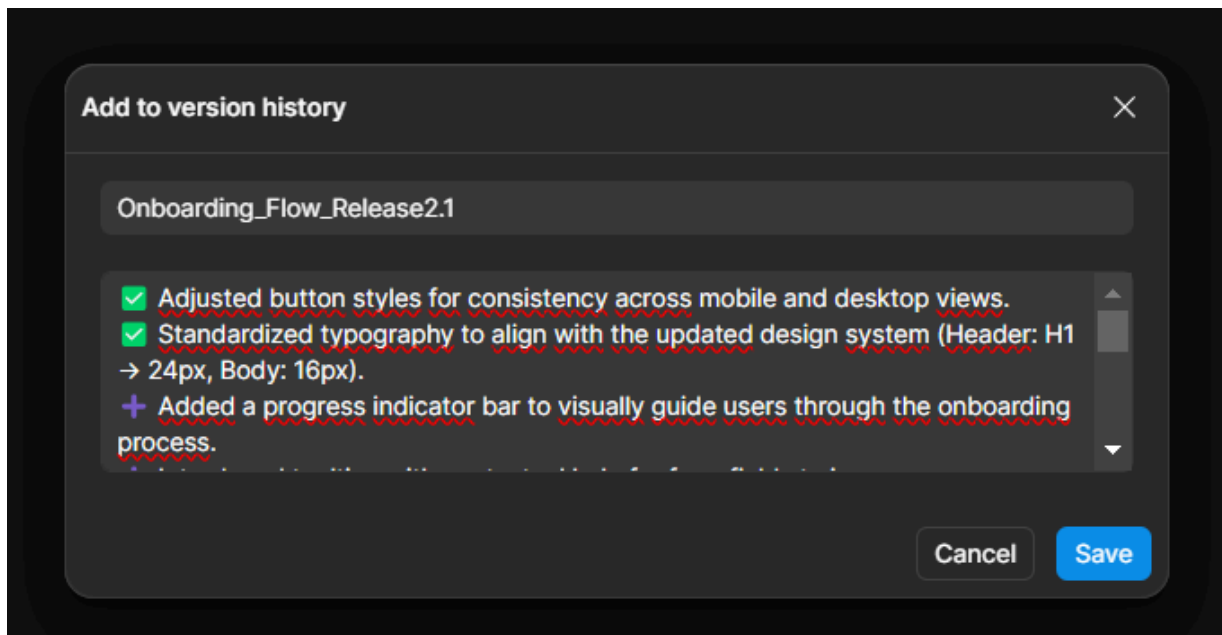 Add to version history
Onboarding_Flow_Release2.1
✅ Adjusted button styles for consistency across mobile and desktop views.
✅ Standardized typography to align with the updated design system (Header: H1
→ 24px, Body: 16px).
➕ Added a progress indicator bar to visually guide users through the onboarding
process.
Cancel
Save